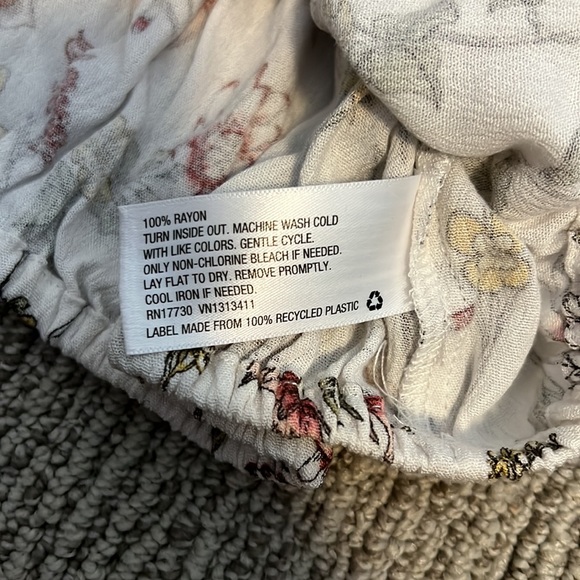 100% RAYON
TURN INSIDE OUT. MACHINE WASH COLD
WITH LIKE COLORS. GENTLE CYCLE.
ONLY NON-CHLORINE BLEACH IF NEEDED.
LAY FLAT TO DRY. REMOVE PROMPTLY.
COOL IRON IF NEEDED.
RN17730 VN1313411
LABEL MADE FROM 100% RECYCLED PLASTIC